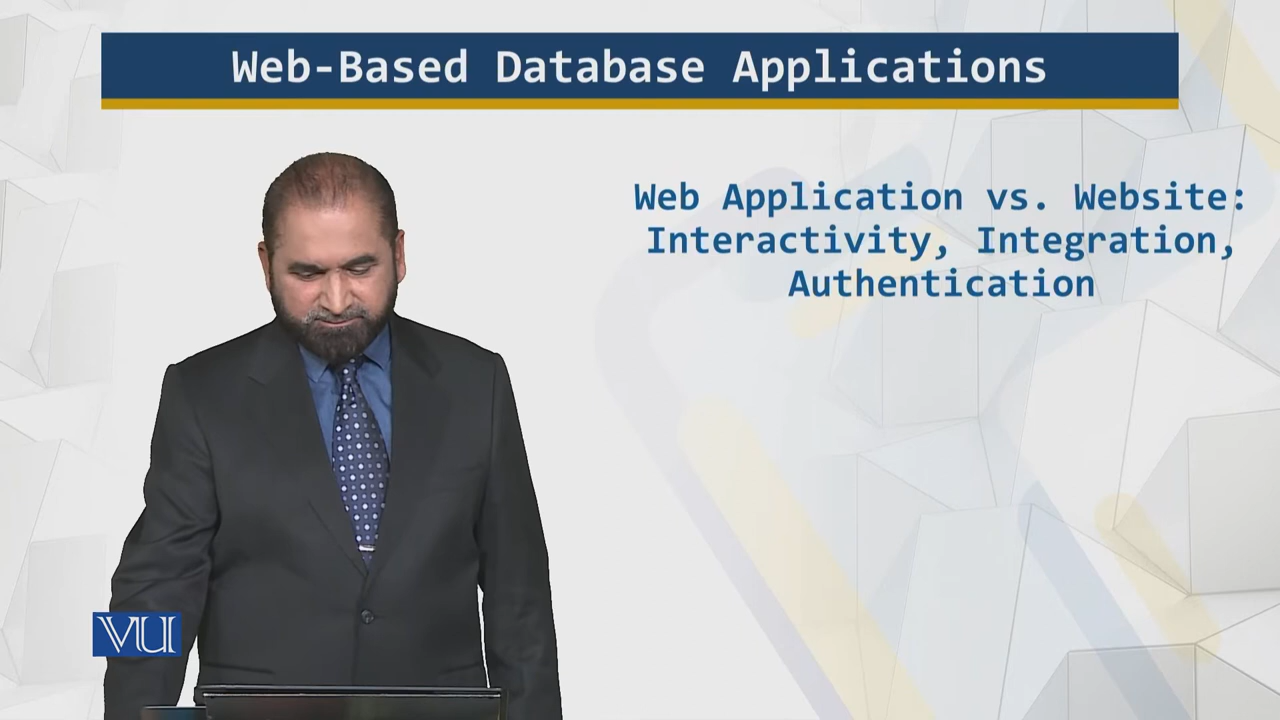 Web-Based Database Applications
Web Application vs. Website:
Interactivity, Integration,
Authentication
VU